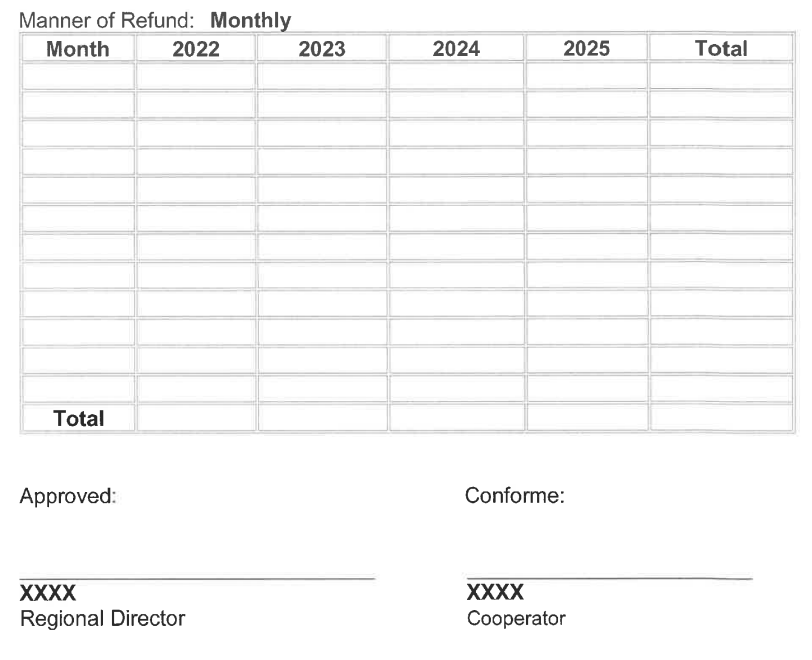 Manner of Refund: Monthly
Month 2022 2023 2024 2025 Total
Total
Approved: Conforme:
XXXX XXXX
Regional Director Cooperator